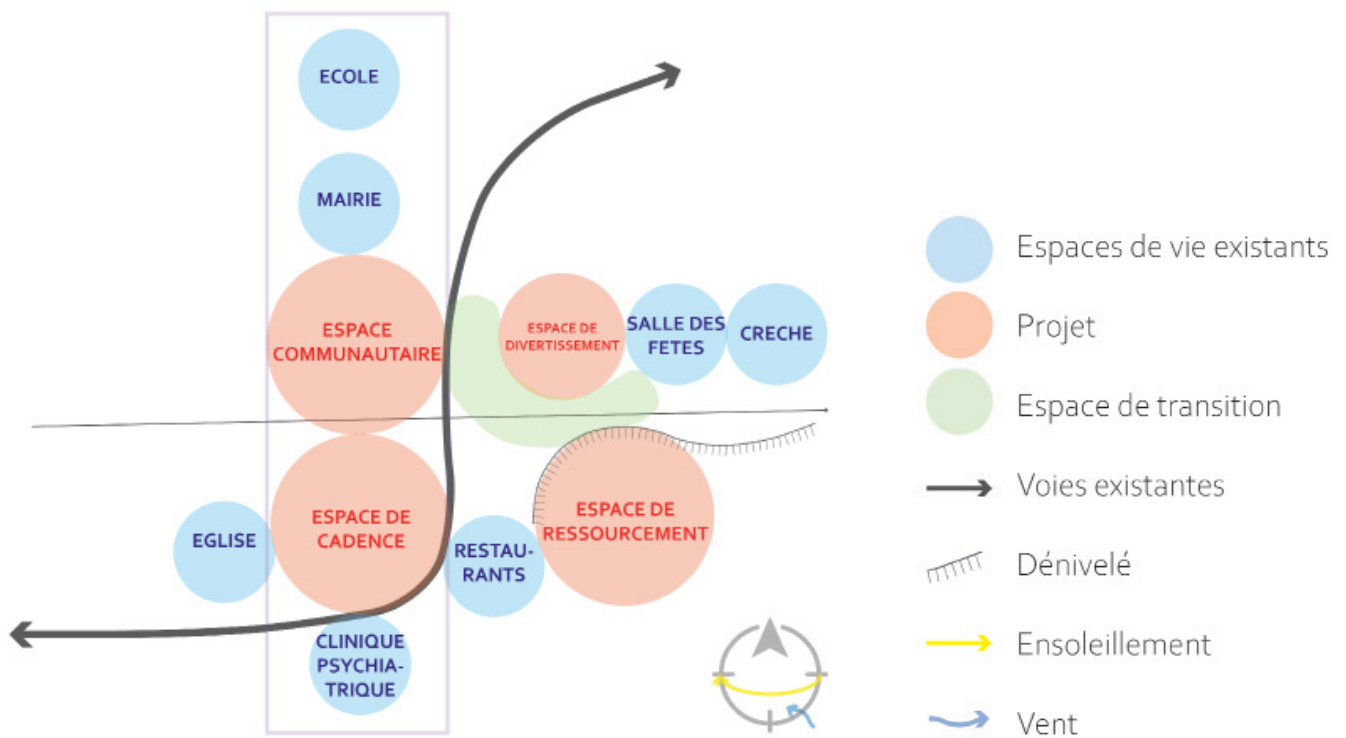 ECOLE
MAIRIE
ESPACE
COMMUNAUTAIRE
ESPACE DE
DIVERTISSEMENT
SALLE DES
FETES
CRECHE
EGLISE
ESPACE DE
CADENCE
RESTAU-
RANTS
ESPACE DE
RESSOURCEMENT
CLINIQUE
PSYCHIA-
TRIQUE
Espaces de vie existants
Projet
Espace de transition
Voies existantes
Dénivelé
Ensoleillement
Vent